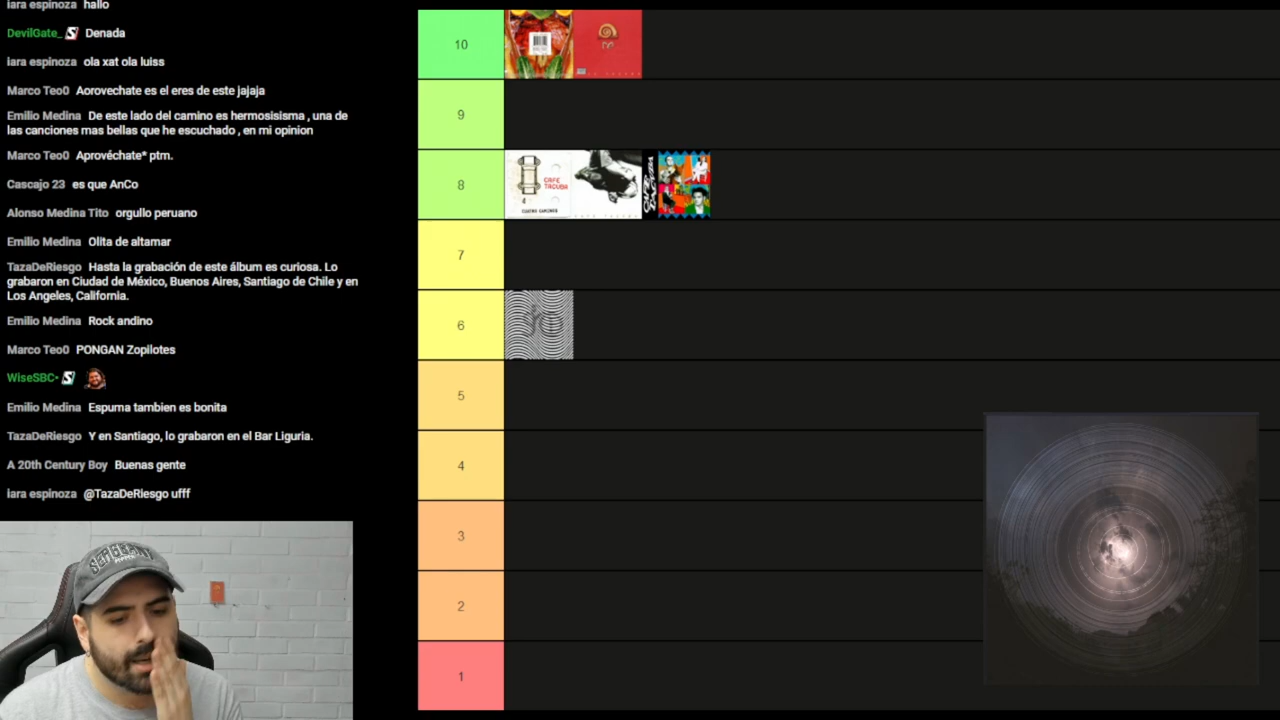 iara espinoza hallo
DevilGate_ Denada
iara espinoza ola xat ola luiss
Marco Teo0 Aorovechate es el eres de este jajaja
Emilio Medina De este lado del camino es hermosisisma , una de
las canciones mas bellas que he escuchado , en mi opinion
Marco Teo0 Aprovéchate* ptm.
Cascajo 23 es que AnCo
Alonso Medina Tito orgullo peruano
Emilio Medina Olita de altamar
TazaDeRiesgo Hasta la grabación de este álbum es curiosa. Lo
grabaron en Ciudad de México, Buenos Aires, Santiago de Chile y en
Los Angeles, California.
Emilio Medina Rock andino
Marco Teo0 PONGAN Zopilotes
WiseSBC•
Emilio Medina Espuma tambien es bonita
TazaDeRiesgo Y en Santiago, lo grabaron en el Bar Liguria.
A 20th Century Boy Buenas gente
iara espinoza @TazaDeRiesgo ufff
10
re
9
8
CAFE
TACUBA
4
CUATRO CAMINOS
CAFE TACUBA
7
6
5
4
3
2
1